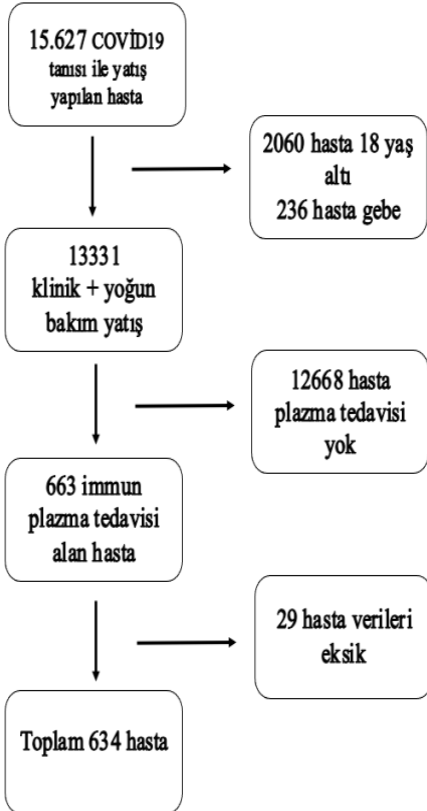 15.627 COVİD19
tanısı ile yatış
yapılan hasta
2060 hasta 18 yaş
altı
236 hasta gebe
13331
klinik + yoğun
bakım yatış
12668 hasta
plazma tedavisi
yok
663 immun
plazma tedavisi
alan hasta
29 hasta verileri
eksik
Toplam 634 hasta